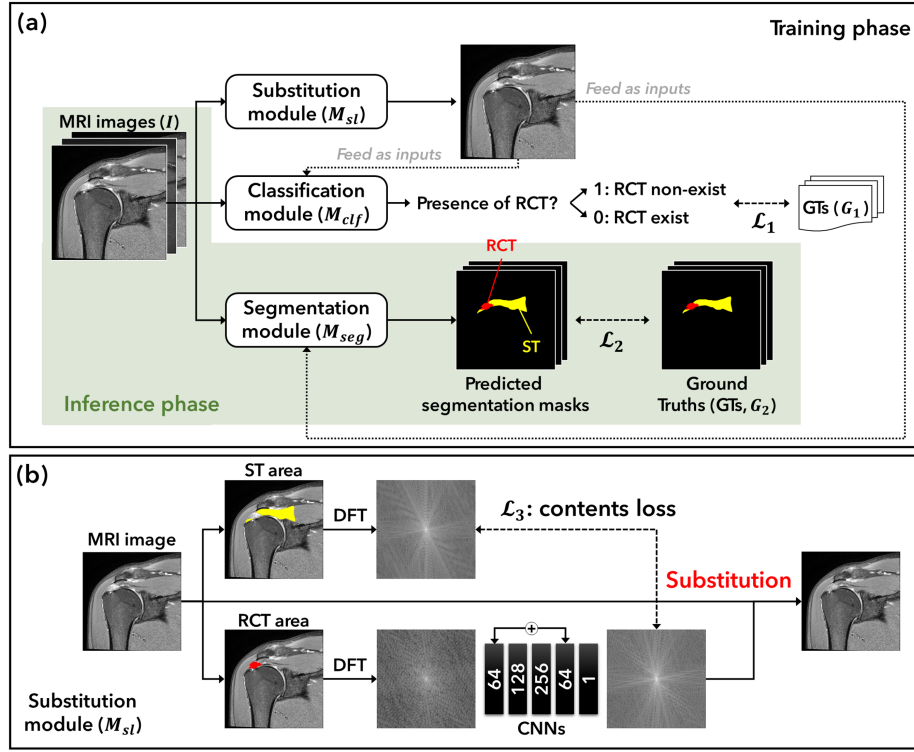 (a)
Training phase
Substitution
module (M_sl)
Feed as inputs
MRI images (I)
Feed as inputs
Classification
module (M_clf)
Presence of RCT?
1: RCT non-exist
0: RCT exist
ℒ₁
GTs (G₁)
RCT
Segmentation
module (M_seg)
ST
ℒ₂
Predicted
segmentation masks
Ground
Truths (GTs, G₂)
Inference phase
(b)
ST area
MRI image
DFT
ℒ₃: contents loss
Substitution
RCT area
DFT
+
64
128
256
64
1
CNNs
Substitution
module (M_sl)